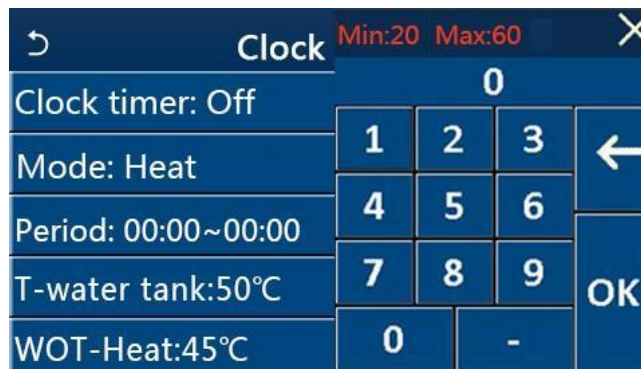 Clock
Clock timer: Off
Mode: Heat
Period: 00:00~00:00
T-water tank:50℃
WOT-Heat:45℃
Min:20 Max:60
0
1 2 3
4 5 6
7 8 9
OK
0 -